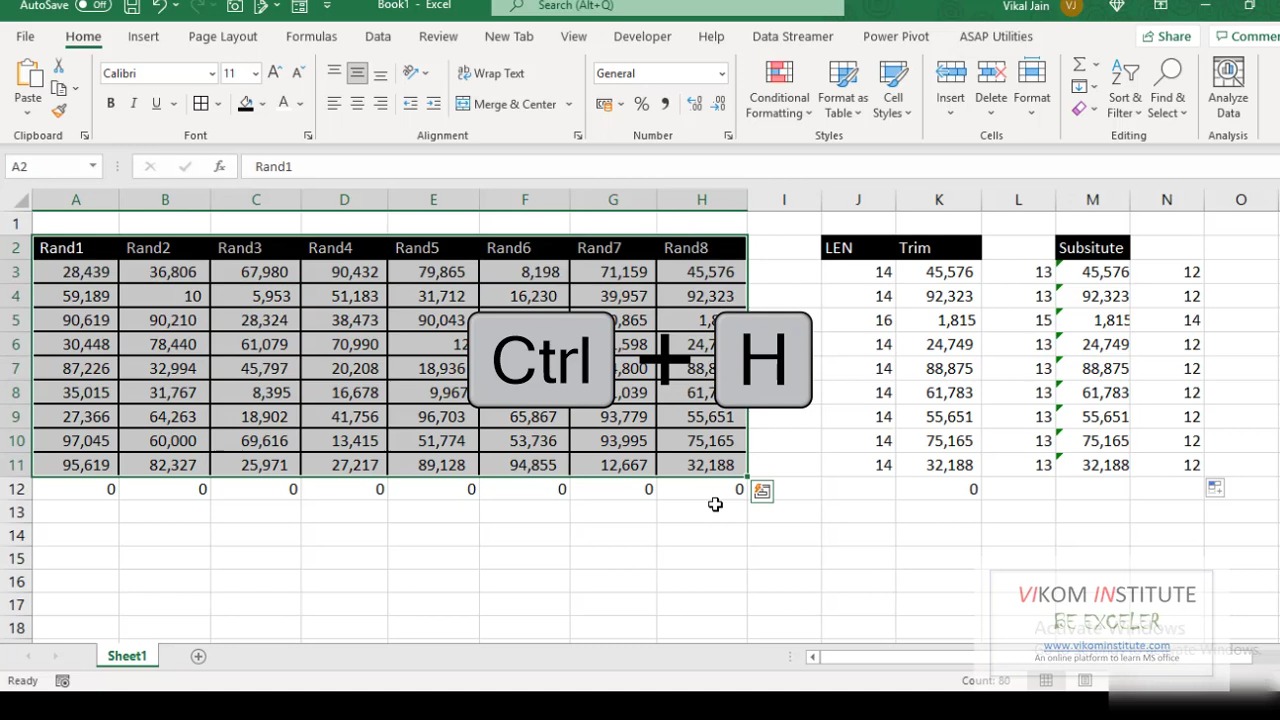 AutoSave Off Book1 - Excel Search (Alt+Q) Vikal Jain VJ
File Home Insert Page Layout Formulas Data Review New Tab View Developer Help Data Streamer Power Pivot ASAP Utilities Share Comme
Calibri 11 Wrap Text General
Paste B I U A Merge & Center % Conditional Formatting Format as Table Cell Styles Insert Delete Format Sort & Filter Find & Select Analyze Data
Clipboard Font Alignment Number Styles Cells Editing Analysis
A2 fx Rand1
A B C D E F G H I J K L M N O
1
2 Rand1 Rand2 Rand3 Rand4 Rand5 Rand6 Rand7 Rand8 LEN Trim Subsitute
3 28,439 36,806 67,980 90,432 79,865 8,198 71,159 45,576 14 45,576 13 45,576 12
4 59,189 10 5,953 51,183 31,712 16,230 39,957 92,323 14 92,323 13 92,323 12
5 90,619 90,210 28,324 38,473 90,043 9,865 1,8 16 1,815 15 1,815 14
6 30,448 78,440 61,079 70,990 12 1,598 24,7 14 24,749 13 24,749 12
7 87,226 32,994 45,797 20,208 18,936 4,800 88,8 14 88,875 13 88,875 12
8 35,015 31,767 8,395 16,678 9,967 1,039 61,7 14 61,783 13 61,783 12
9 27,366 64,263 18,902 41,756 96,703 65,867 93,779 55,651 14 55,651 13 55,651 12
10 97,045 60,000 69,616 13,415 51,774 53,736 93,995 75,165 14 75,165 13 75,165 12
11 95,619 82,327 25,971 27,217 89,128 94,855 12,667 32,188 14 32,188 13 32,188 12
12 0 0 0 0 0 0 0 0 0
13
14
15
16
17
18
Ctrl + H
VIKOM INSTITUTE
BE EXCELER
Activate Windows
www.vikominstitute.com
An online platform to learn MS office
Sheet1
Ready Count: 80